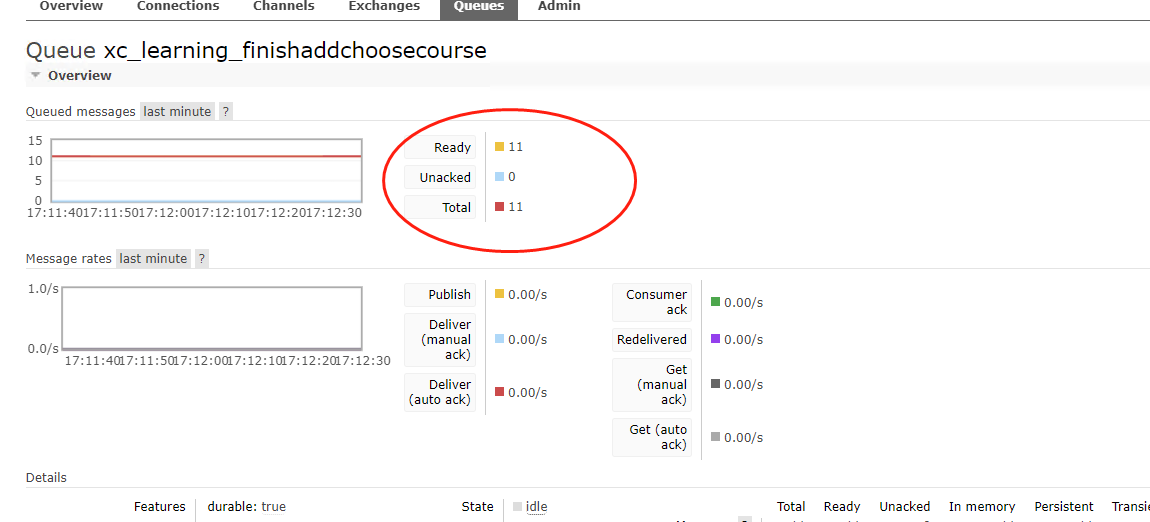 Overview Connections Channels Exchanges Queues Admin
Queue xc_learning_finishaddchoosecourse
Overview
Queued messages last minute ?
15
10
5
0
17:11:40 17:11:50 17:12:00 17:12:10 17:12:20 17:12:30
Ready 11
Unacked 0
Total 11
Message rates last minute ?
1.0/s
0.0/s
17:11:40 17:11:50 17:12:00 17:12:10 17:12:20 17:12:30
Publish 0.00/s
Deliver
(manual 0.00/s
ack)
Deliver
(auto ack) 0.00/s
Consumer
ack 0.00/s
Redelivered 0.00/s
Get
(manual 0.00/s
ack)
Get (auto
ack) 0.00/s
Details
Features durable: true State idle Total Ready Unacked In memory Persistent